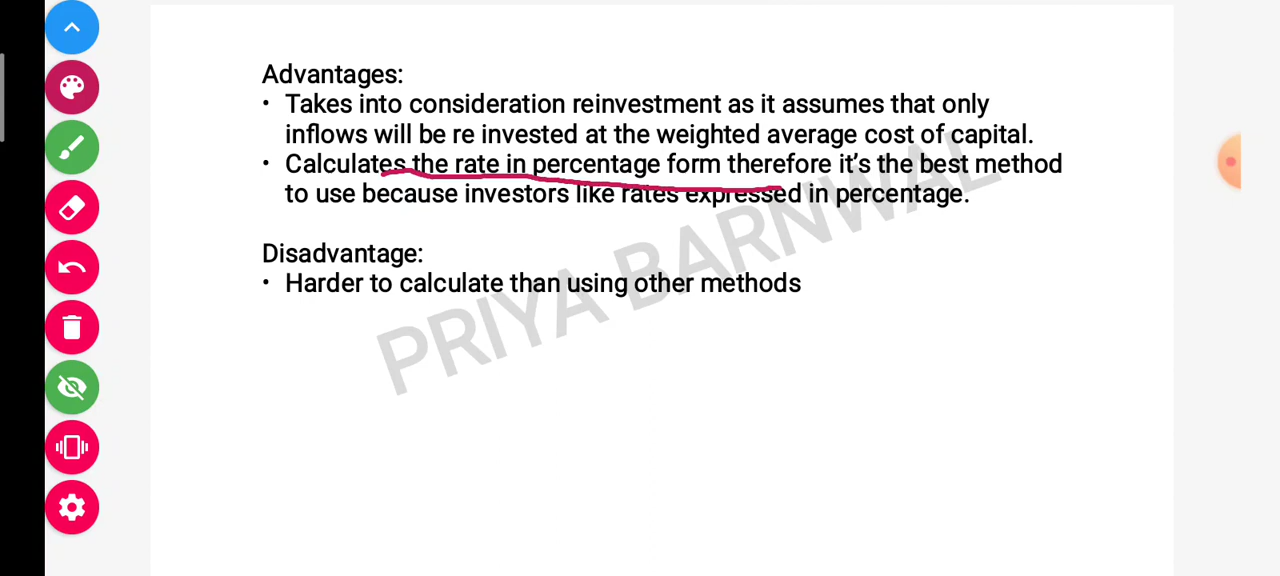 Advantages:
• Takes into consideration reinvestment as it assumes that only
inflows will be re invested at the weighted average cost of capital.
• Calculates the rate in percentage form therefore it's the best method
to use because investors like rates expressed in percentage.
Disadvantage:
• Harder to calculate than using other methods
PRIYA BARNWAL